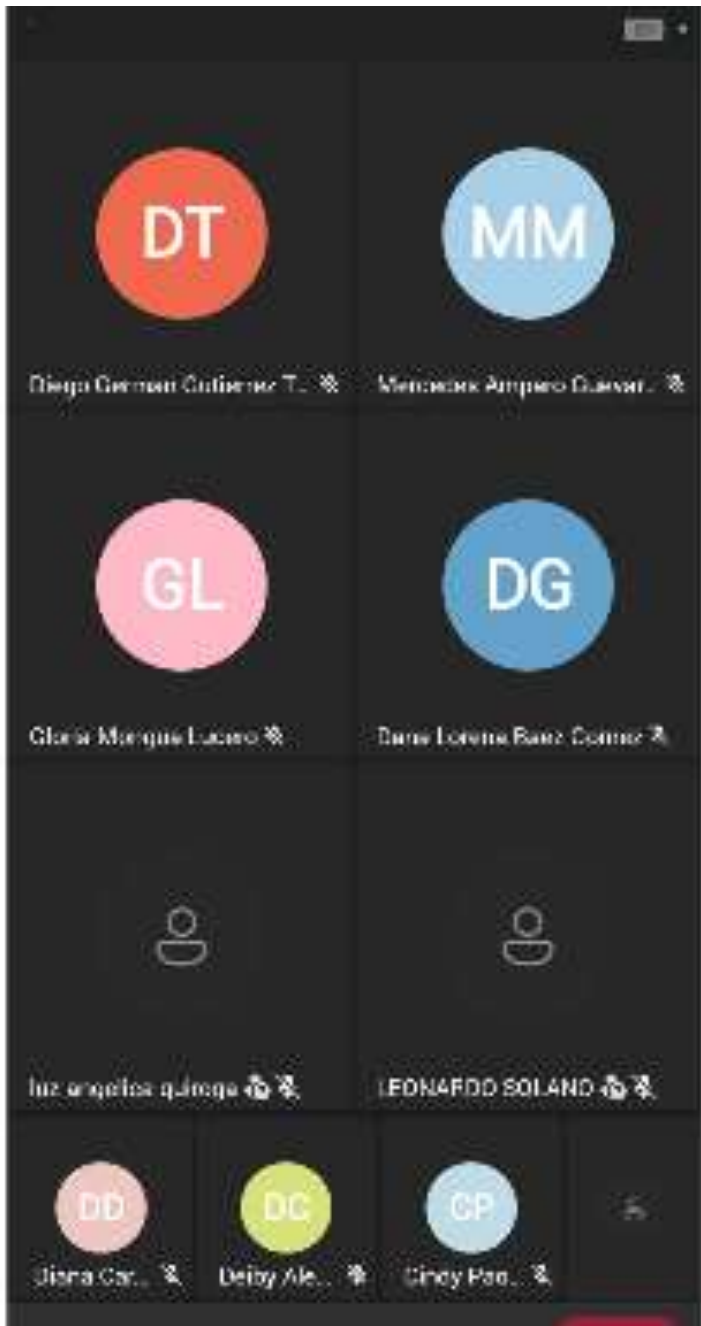 DT
MM
Diego German Gutierrez T...
Mercedes Amparo Guevar...
GL
DG
Gloria Mongua Lucero
Dana Lorena Baez Gomez
luz angelica quiroga
LEONARDO SOLANO
DD
DC
CP
Diana Car...
Deiby Ale...
Cindy Pao...